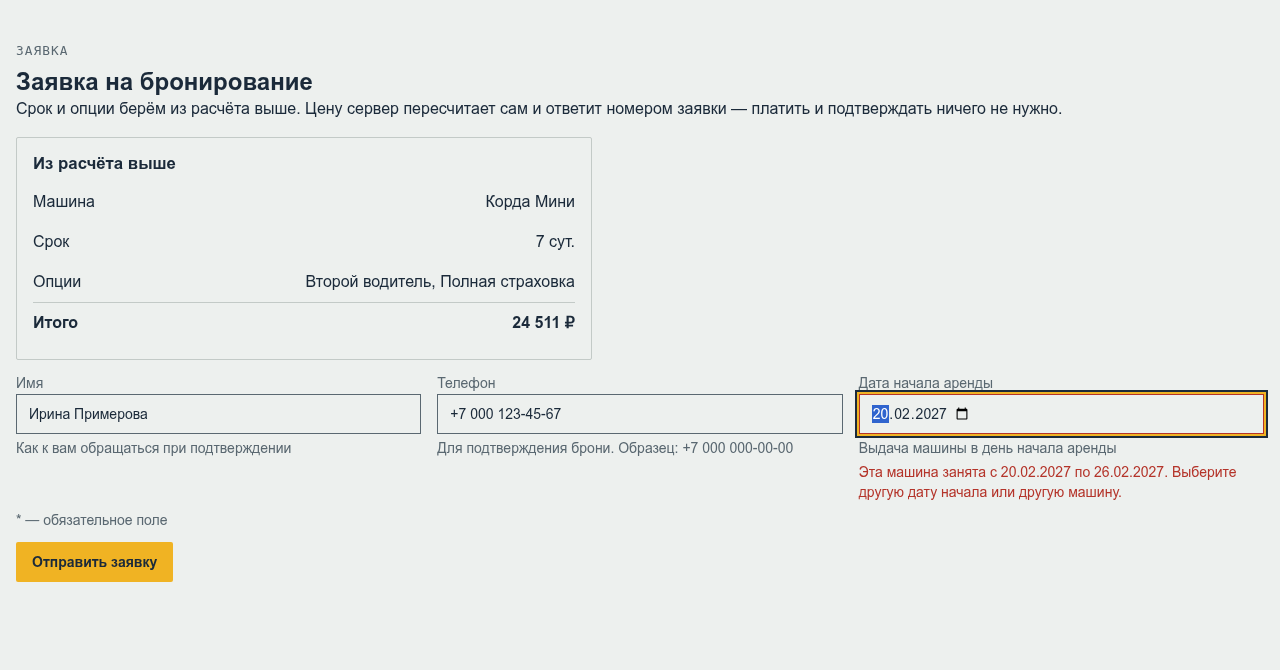 ЗАЯВКА
Заявка на бронирование
Срок и опции берём из расчёта выше. Цену сервер пересчитает сам и ответит номером заявки — платить и подтверждать ничего не нужно.
Из расчёта выше
Машина Корда Мини
Срок 7 сут.
Опции Второй водитель, Полная страховка
Итого 24 511 ₽
Имя
Ирина Примерова
Как к вам обращаться при подтверждении
Телефон
+7 000 123-45-67
Для подтверждения брони. Образец: +7 000 000-00-00
Дата начала аренды
20.02.2027
Выдача машины в день начала аренды
Эта машина занята с 20.02.2027 по 26.02.2027. Выберите
другую дату начала или другую машину.
* — обязательное поле
Отправить заявку